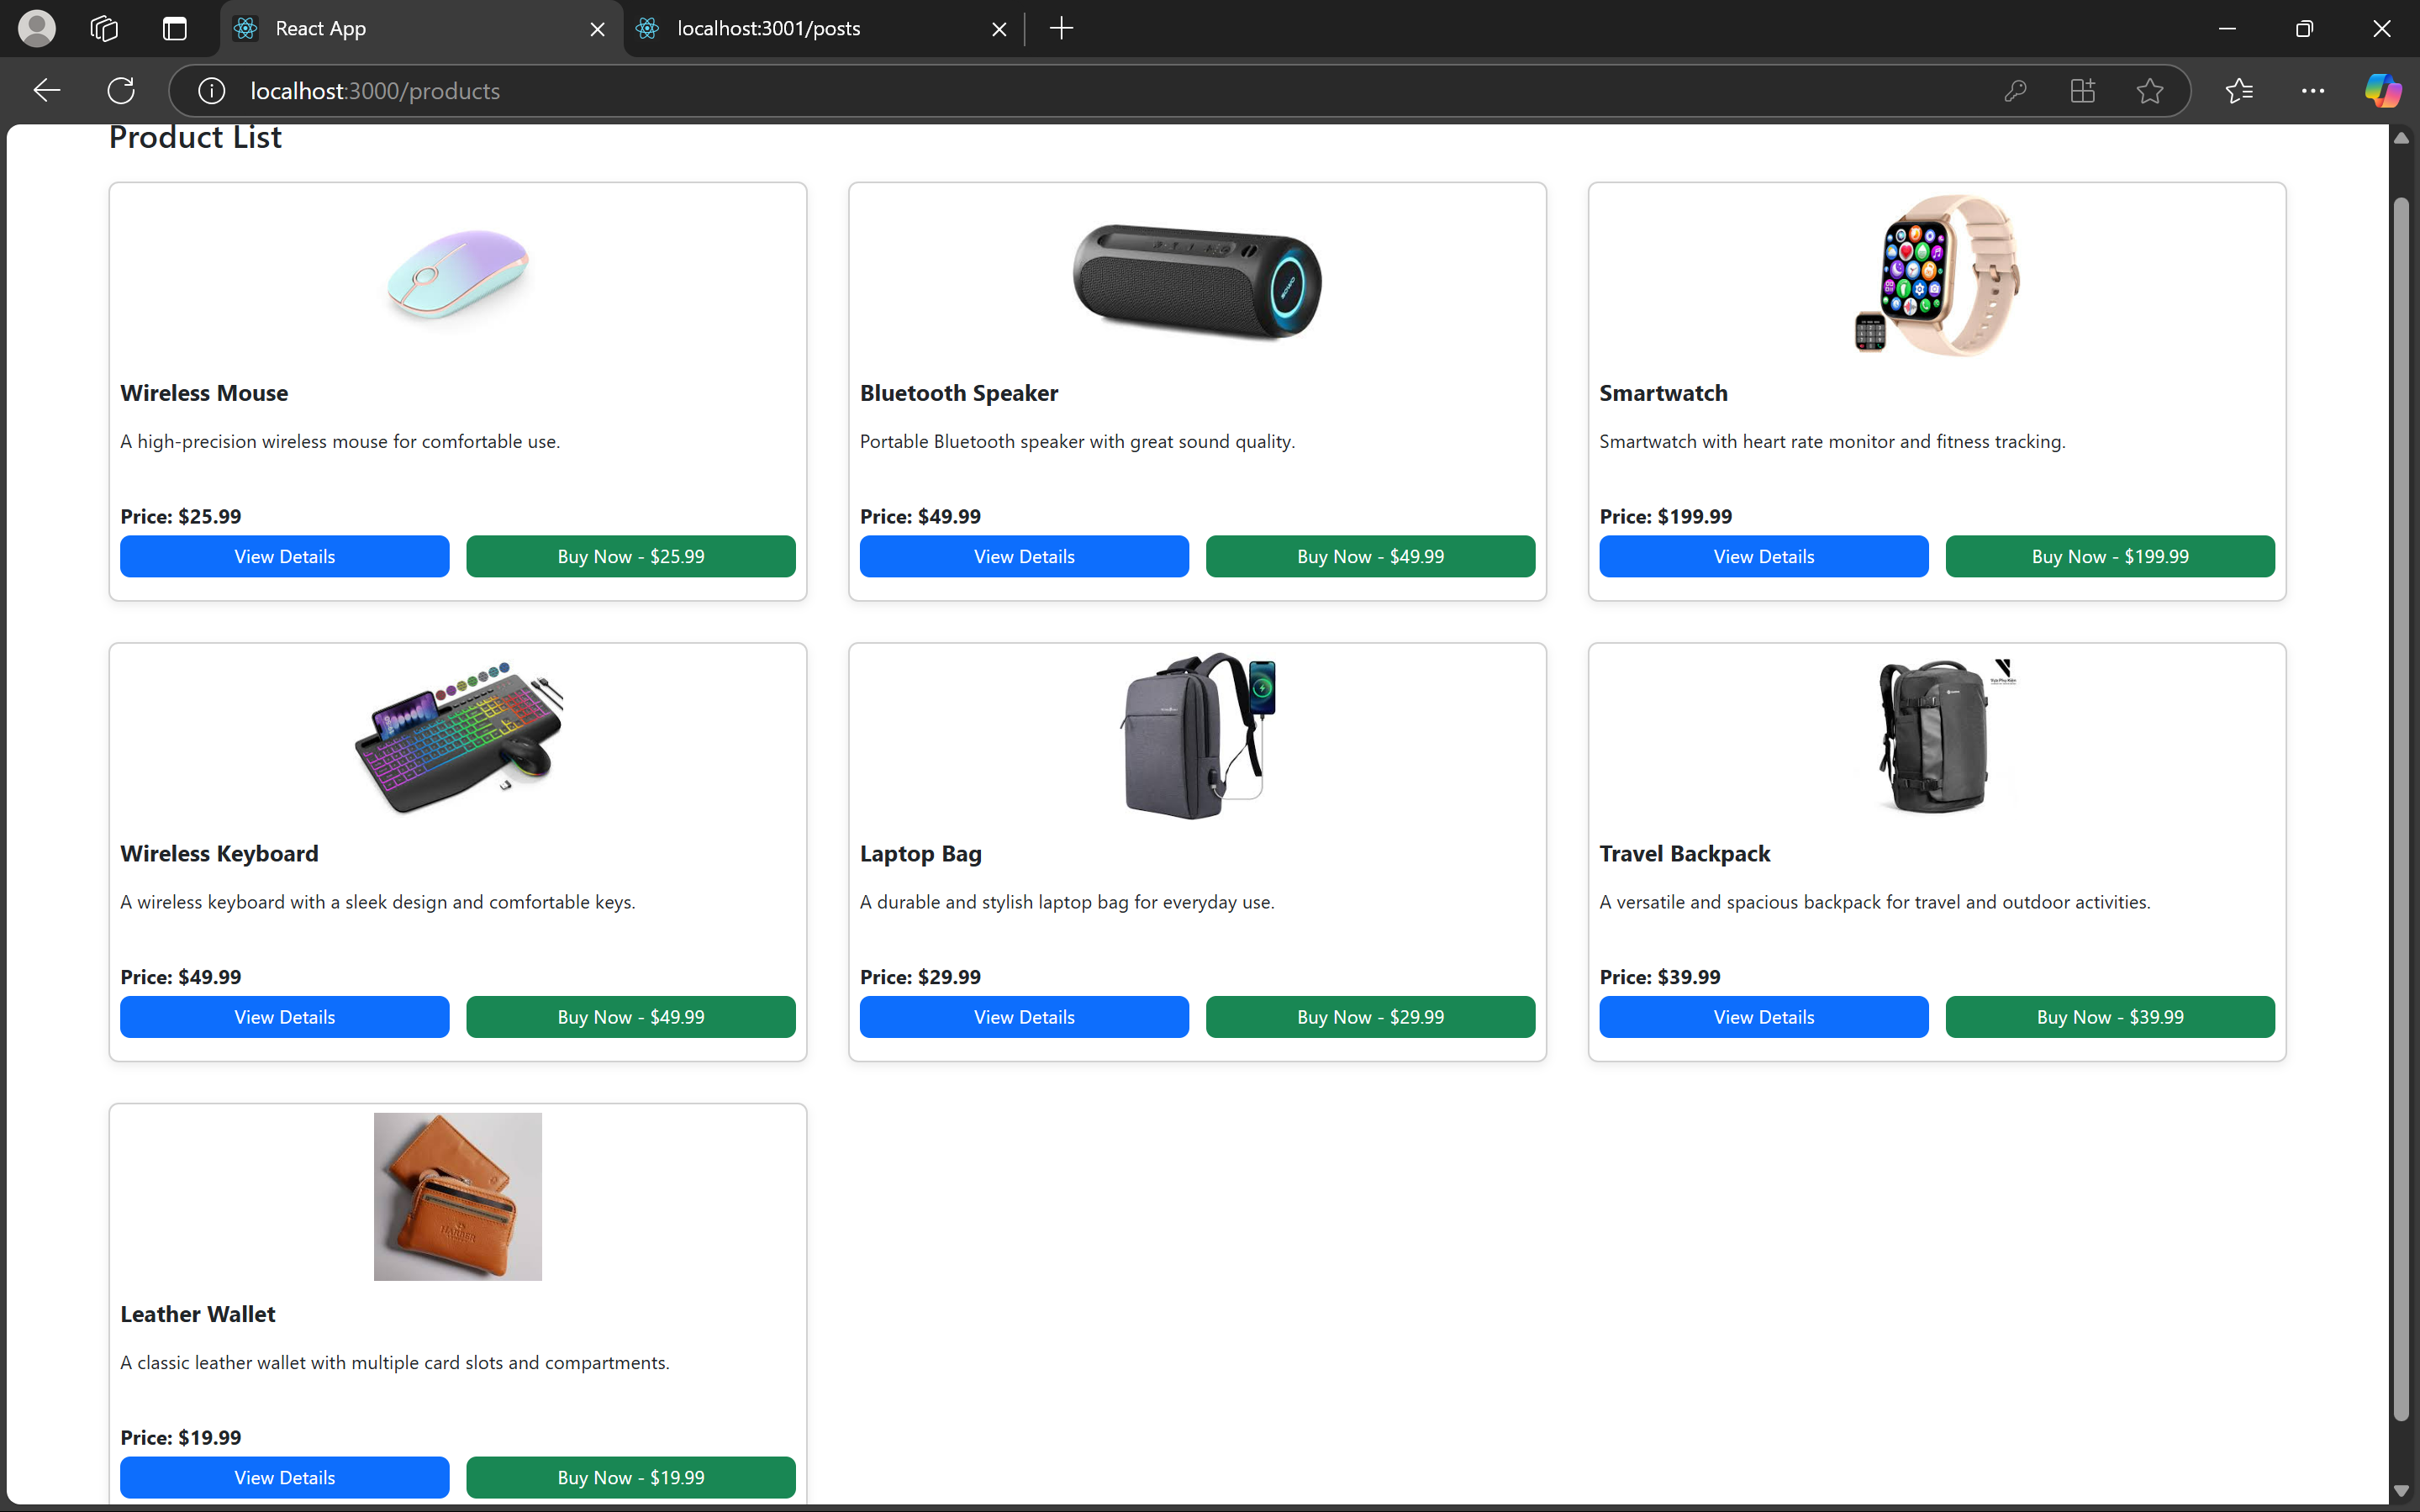 React App
localhost:3001/posts
localhost:3000/products
Product List
Wireless Mouse
A high-precision wireless mouse for comfortable use.
Price: $25.99
View Details
Buy Now - $25.99
Bluetooth Speaker
Portable Bluetooth speaker with great sound quality.
Price: $49.99
View Details
Buy Now - $49.99
Smartwatch
Smartwatch with heart rate monitor and fitness tracking.
Price: $199.99
View Details
Buy Now - $199.99
Wireless Keyboard
A wireless keyboard with a sleek design and comfortable keys.
Price: $49.99
View Details
Buy Now - $49.99
Laptop Bag
A durable and stylish laptop bag for everyday use.
Price: $29.99
View Details
Buy Now - $29.99
Travel Backpack
A versatile and spacious backpack for travel and outdoor activities.
Price: $39.99
View Details
Buy Now - $39.99
HARBER
Leather Wallet
A classic leather wallet with multiple card slots and compartments.
Price: $19.99
View Details
Buy Now - $19.99